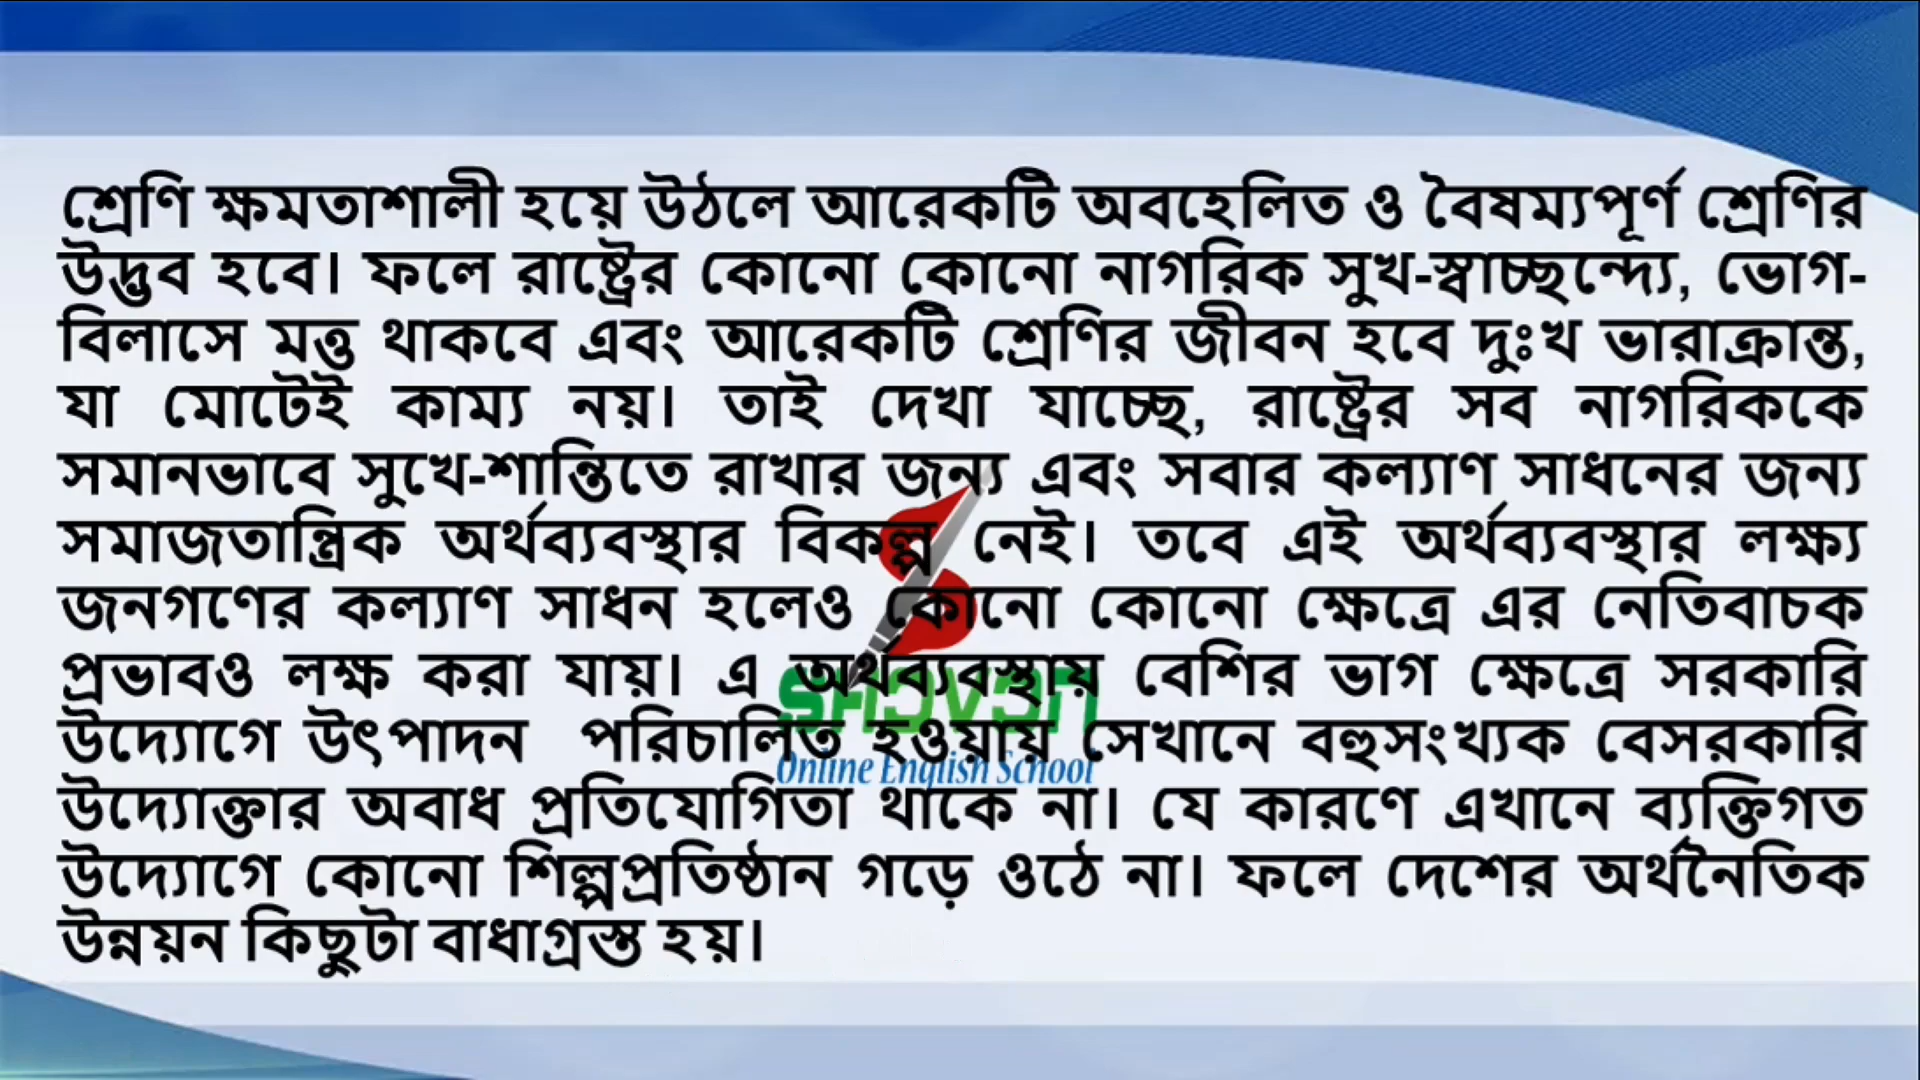 শ্রেণি ক্ষমতাশালী হয়ে উঠলে আরেকটি অবহেলিত ও বৈষম্যপূর্ণ শ্রেণির
উদ্ভব হবে। ফলে রাষ্ট্রের কোনো কোনো নাগরিক সুখ-স্বাচ্ছন্দ্যে, ভোগ-
বিলাসে মত্ত থাকবে এবং আরেকটি শ্রেণির জীবন হবে দুঃখ ভারাক্রান্ত,
যা মোটেই কাম্য নয়। তাই দেখা যাচ্ছে, রাষ্ট্রের সব নাগরিককে
সমানভাবে সুখে-শান্তিতে রাখার জন্য এবং সবার কল্যাণ সাধনের জন্য
সমাজতান্ত্রিক অর্থব্যবস্থার বিকল্প নেই। তবে এই অর্থব্যবস্থার লক্ষ্য
জনগণের কল্যাণ সাধন হলেও কোনো কোনো ক্ষেত্রে এর নেতিবাচক
প্রভাবও লক্ষ করা যায়। এ অর্থব্যবস্থায় বেশির ভাগ ক্ষেত্রে সরকারি
উদ্যোগে উৎপাদন পরিচালিত হওয়ায় সেখানে বহুসংখ্যক বেসরকারি
উদ্যোক্তার অবাধ প্রতিযোগিতা থাকে না। যে কারণে এখানে ব্যক্তিগত
উদ্যোগে কোনো শিল্পপ্রতিষ্ঠান গড়ে ওঠে না। ফলে দেশের অর্থনৈতিক
উন্নয়ন কিছুটা বাধাগ্রস্ত হয়।
SHOVON
Online English School